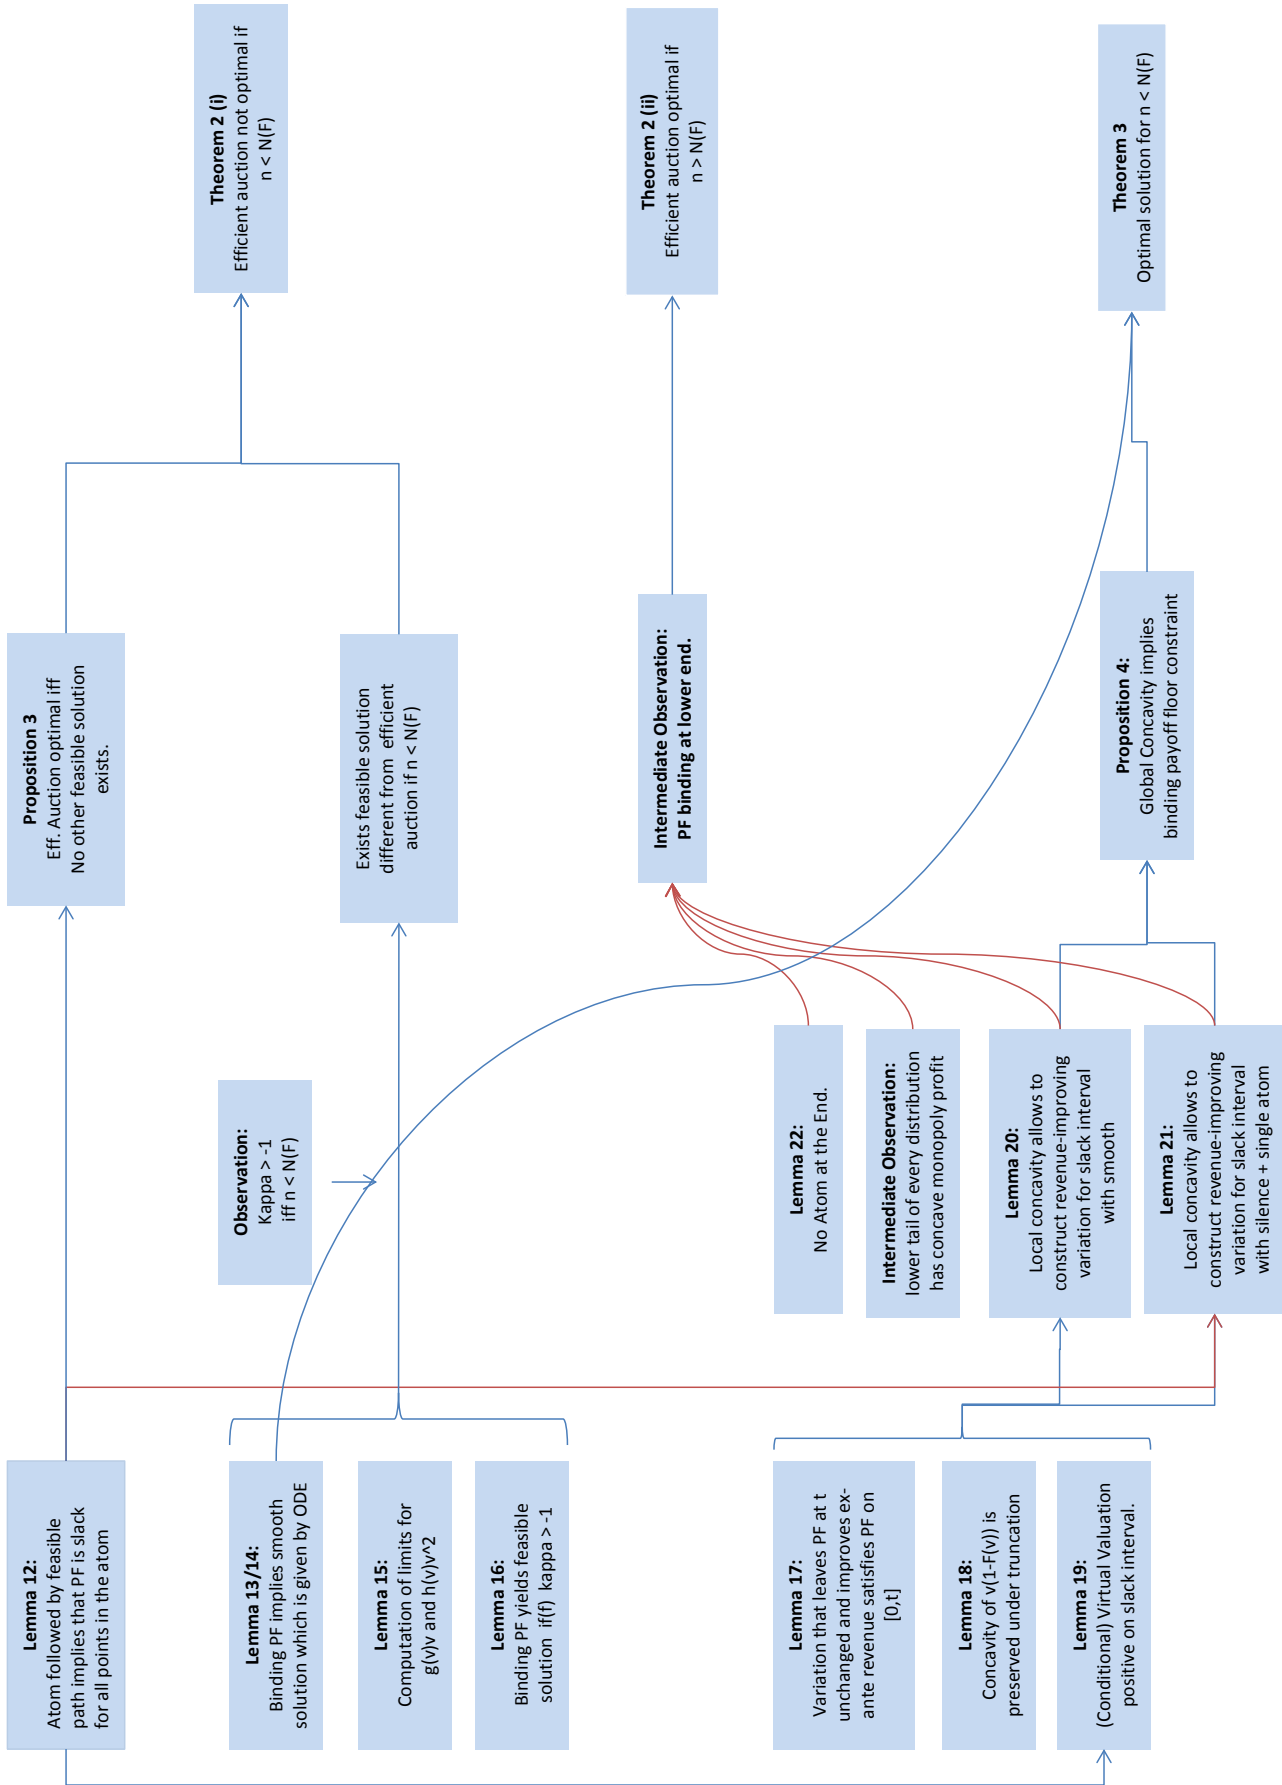 Lemma 12:
Atom followed by feasible
path implies that PF is slack
for all points in the atom
Lemma 13/14:
Binding PF implies smooth
solution which is given by ODE
Lemma 15:
Computation of limits for
g(v)v and h(v)v^2
Lemma 16:
Binding PF yields feasible
solution if(f) kappa > -1
Lemma 17:
Variation that leaves PF at t
unchanged and improves ex-
ante revenue satisfies PF on
[0,t]
Lemma 18:
Concavity of v(1-F(v)) is
preserved under truncation
Lemma 19:
(Conditional) Virtual Valuation
positive on slack interval.
Observation:
Kappa > -1
iff n < N(F)
Lemma 22:
No Atom at the End.
Intermediate Observation:
lower tail of every distribution
has concave monopoly profit
Lemma 20:
Local concavity allows to
construct revenue-improving
variation for slack interval
with smooth
Lemma 21:
Local concavity allows to
construct revenue-improving
variation for slack interval
with silence + single atom
Proposition 3
Eff. Auction optimal iff
No other feasible solution
exists.
Exists feasible solution
different from efficient
auction if n < N(F)
Intermediate Observation:
PF binding at lower end.
Proposition 4:
Global Concavity implies
binding payoff floor constraint
Theorem 2 (i)
Efficient auction not optimal if
n < N(F)
Theorem 2 (ii)
Efficient auction optimal if
n > N(F)
Theorem 3
Optimal solution for n < N(F)